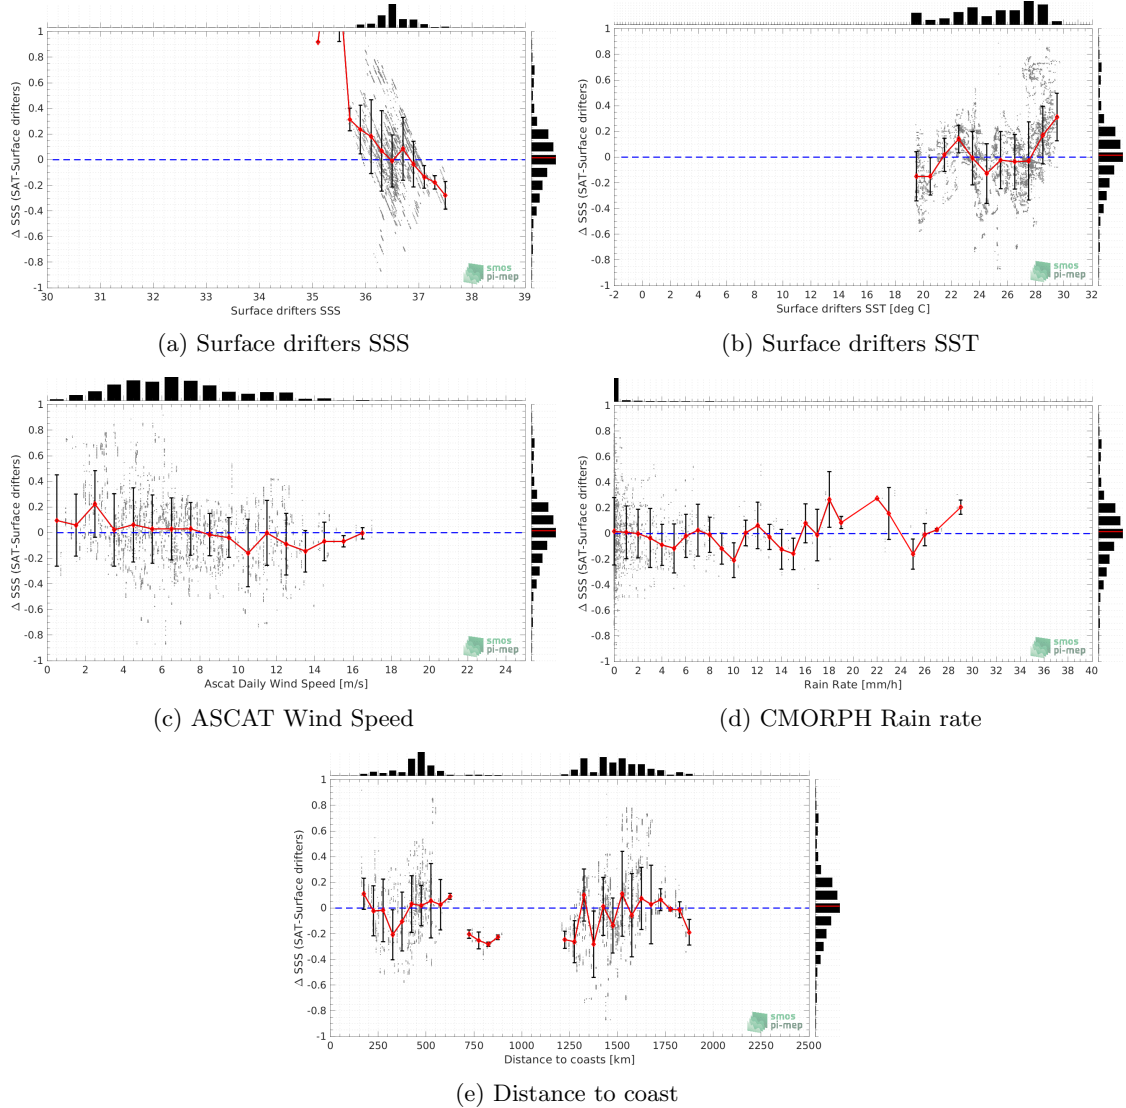 1
0.8
0.6
0.4
0.2
0
-0.2
-0.4
-0.6
-0.8
-1
Δ SSS (SAT-Surface drifters)
30 31 32 33 34 35 36 37 38 39
Surface drifters SSS
smos
pi-mep
(a) Surface drifters SSS
1
0.8
0.6
0.4
0.2
0
-0.2
-0.4
-0.6
-0.8
-1
Δ SSS (SAT-Surface drifters)
-2 0 2 4 6 8 10 12 14 16 18 20 22 24 26 28 30 32
Surface drifters SST [deg C]
smos
pi-mep
(b) Surface drifters SST
1
0.8
0.6
0.4
0.2
0
-0.2
-0.4
-0.6
-0.8
-1
Δ SSS (SAT-Surface drifters)
0 2 4 6 8 10 12 14 16 18 20 22 24
Ascat Daily Wind Speed [m/s]
smos
pi-mep
(c) ASCAT Wind Speed
1
0.8
0.6
0.4
0.2
0
-0.2
-0.4
-0.6
-0.8
-1
Δ SSS (SAT-Surface drifters)
0 2 4 6 8 10 12 14 16 18 20 22 24 26 28 30 32 34 36 38 40
Rain Rate [mm/h]
smos
pi-mep
(d) CMORPH Rain rate
1
0.8
0.6
0.4
0.2
0
-0.2
-0.4
-0.6
-0.8
-1
Δ SSS (SAT-Surface drifters)
0 250 500 750 1000 1250 1500 1750 2000 2250 2500
Distance to coasts [km]
smos
pi-mep
(e) Distance to coast